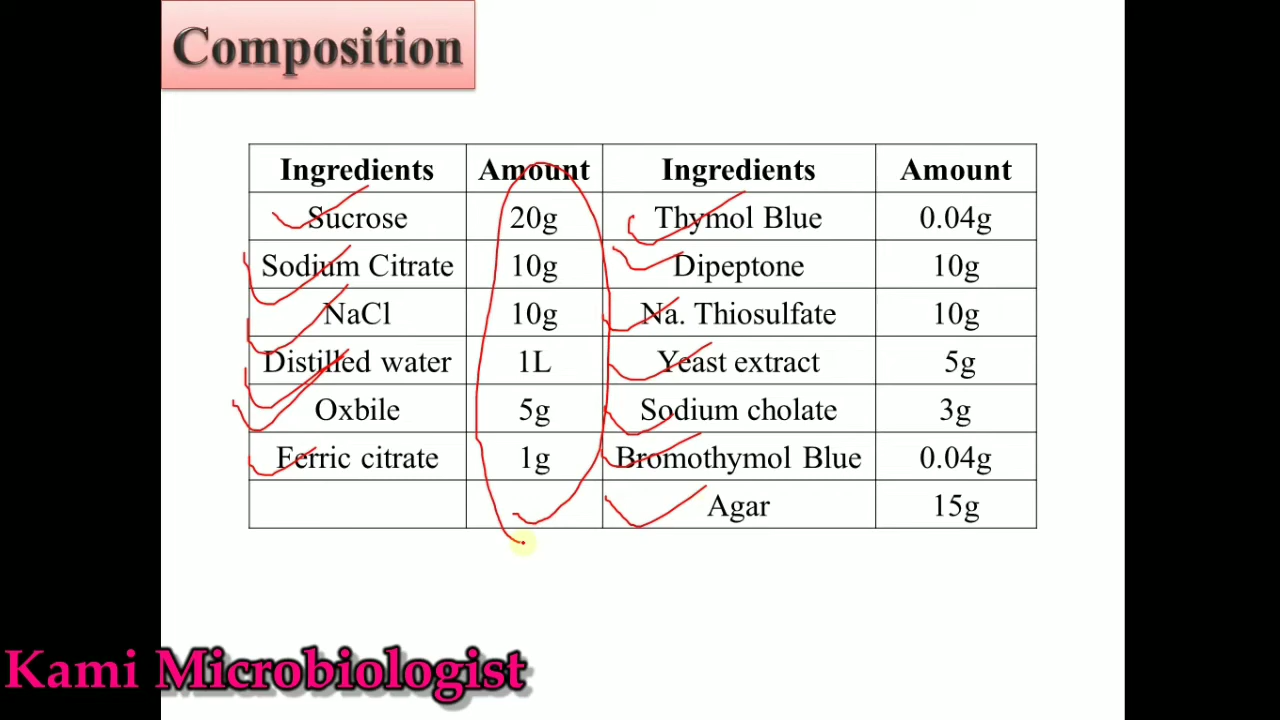 Composition
Ingredients Amount Ingredients Amount
Sucrose 20g Thymol Blue 0.04g
Sodium Citrate 10g Dipeptone 10g
NaCl 10g Na. Thiosulfate 10g
Distilled water 1L Yeast extract 5g
Oxbile 5g Sodium cholate 3g
Ferric citrate 1g Bromothymol Blue 0.04g
Agar 15g
Kami Microbiologist